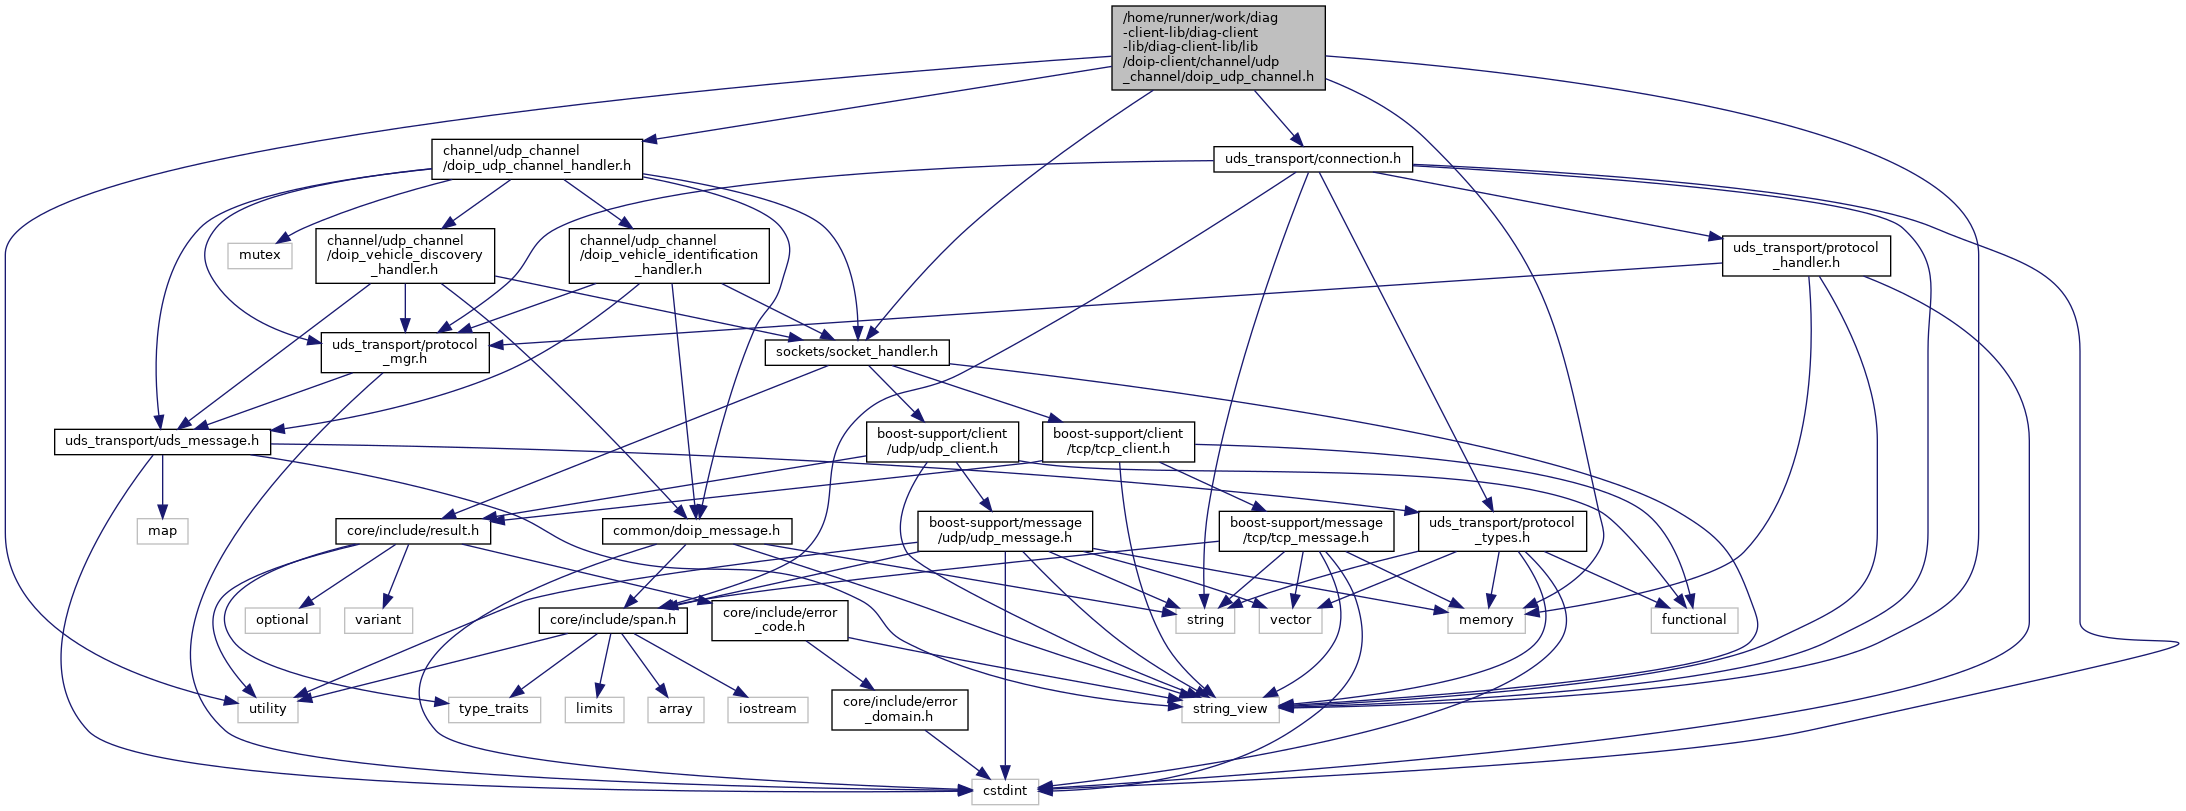 /home/runner/work/diag
-client-lib/diag-client
-lib/diag-client-lib/lib
/doip-client/channel/udp
_channel/doip_udp_channel.h
channel/udp_channel
/doip_udp_channel_handler.h
uds_transport/connection.h
mutex
channel/udp_channel
/doip_vehicle_discovery
_handler.h
channel/udp_channel
/doip_vehicle_identification
_handler.h
uds_transport/protocol
_handler.h
uds_transport/protocol
_mgr.h
sockets/socket_handler.h
uds_transport/uds_message.h
boost-support/client
/udp/udp_client.h
boost-support/client
/tcp/tcp_client.h
map
core/include/result.h
common/doip_message.h
boost-support/message
/udp/udp_message.h
boost-support/message
/tcp/tcp_message.h
uds_transport/protocol
_types.h
optional
variant
core/include/span.h
core/include/error
_code.h
string
vector
memory
functional
utility
type_traits
limits
array
iostream
core/include/error
_domain.h
string_view
cstdint